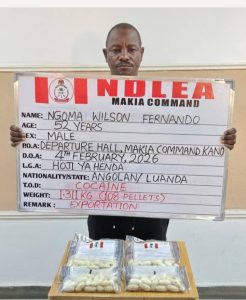 NDLEA
MAKIA COMMAND
NAME: NGOMA WILSON FERNANDO
AGE: 52 YEARS
SEX: MALE
P.O.A: DEPARTURE HALL, MAKIA COMMAND KANO
D.O.A: 4TH FEBRUARY, 2026
L.G.A: HOJI YA HENDA
NATIONALITY/STATE: ANGOLAN/ LUANDA
T.O.D: COCAINE
WEIGHT: 1.311KG (108 PELLETS)
REMARK: EXPORTATION